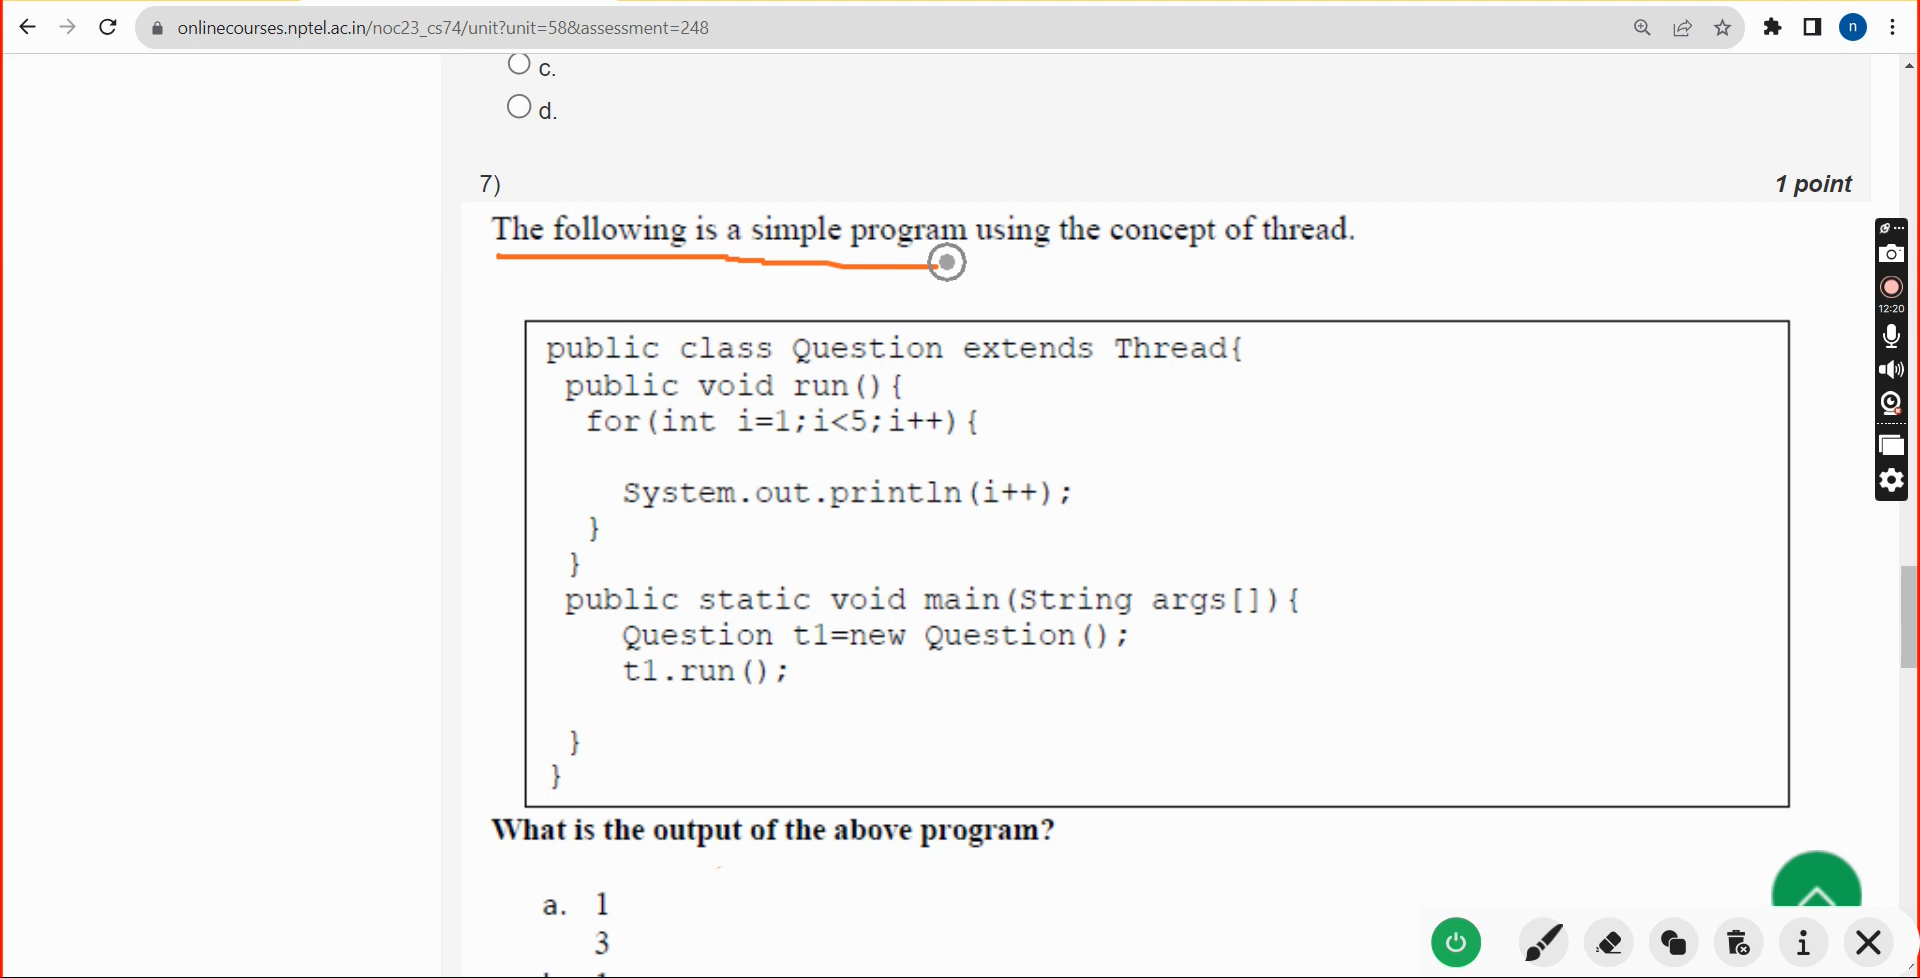 onlinecourses.nptel.ac.in/noc23_cs74/unit?unit=58&assessment=248
n
c.
d.
7)
1 point
The following is a simple program using the concept of thread.
12:20
public class Question extends Thread{
public void run(){
for(int i=1;i<5;i++){
System.out.println(i++);
}
}
public static void main(String args[]){
Question t1=new Question();
t1.run();
}
}
What is the output of the above program?
a. 1
3